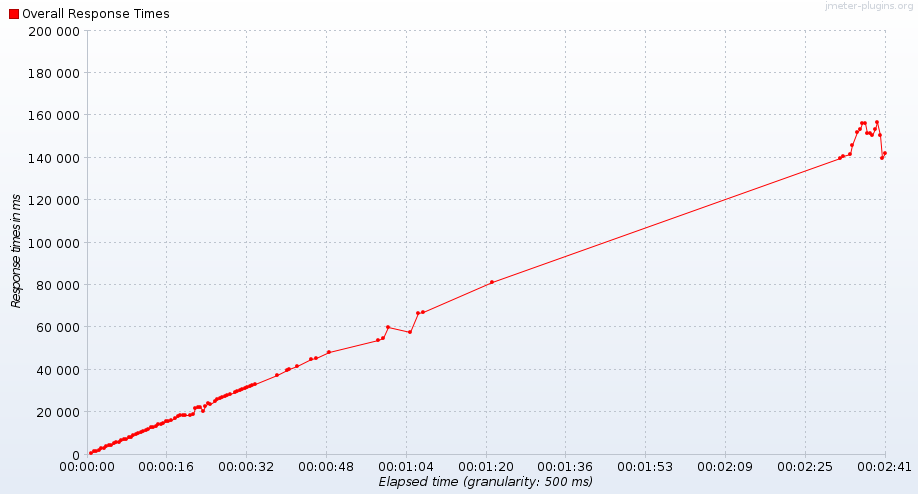 jmeter-plugins.org
Overall Response Times
200 000
180 000
160 000
140 000
120 000
100 000
80 000
60 000
40 000
20 000
0
Response times in ms
00:00:00 00:00:16 00:00:32 00:00:48 00:01:04 00:01:20 00:01:36 00:01:53 00:02:09 00:02:25 00:02:41
Elapsed time (granularity: 500 ms)